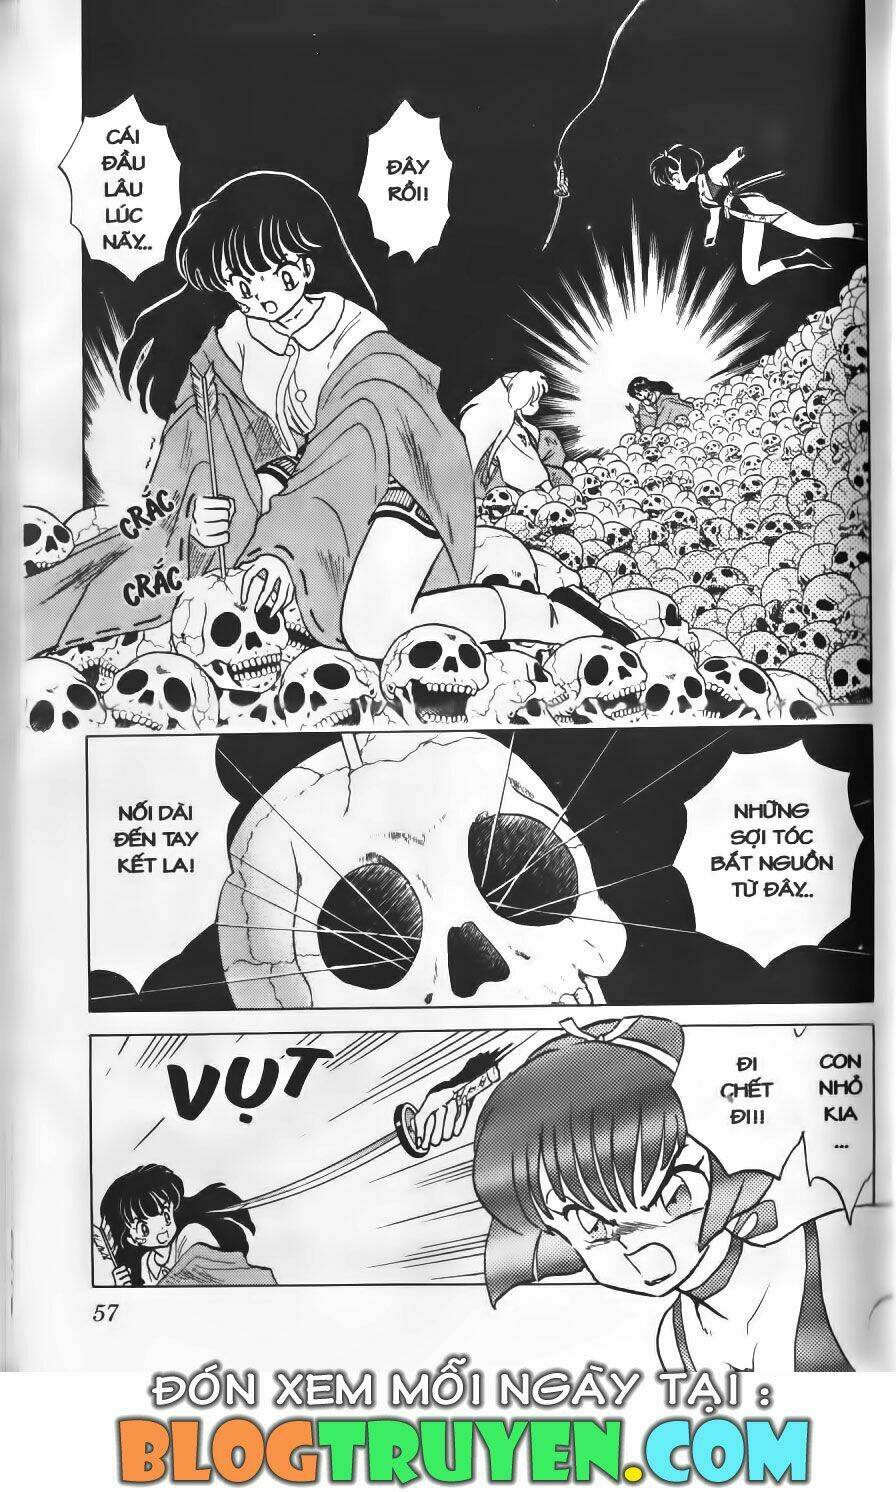 ĐÂY
RỒI!
CÁI
ĐẦU
LÂU
LÚC
NÃY...
CRẮC
CRẮC
NHỮNG
SỢI TÓC
BẮT NGUỒN
TỪ ĐÂY...
NỐI DÀI
ĐẾN TAY
KẾT LA!
CON
NHỎ
KIA
...
ĐI
CHẾT
ĐI!!
VỤT
57
ĐÓN XEM MỖI NGÀY TẠI :
BLOGTRUYEN.COM